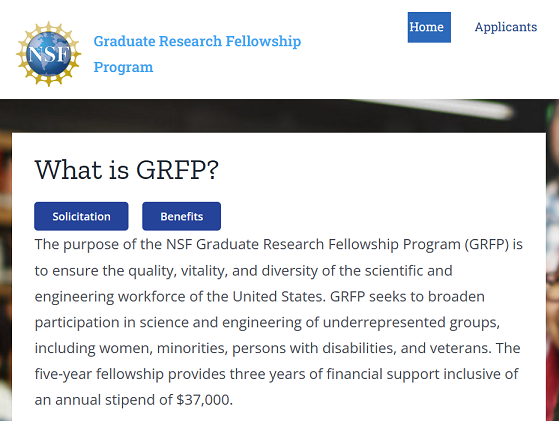 NSF
Graduate Research Fellowship
Program
Home
Applicants
What is GRFP?
Solicitation
Benefits
The purpose of the NSF Graduate Research Fellowship Program (GRFP) is
to ensure the quality, vitality, and diversity of the scientific and
engineering workforce of the United States. GRFP seeks to broaden
participation in science and engineering of underrepresented groups,
including women, minorities, persons with disabilities, and veterans. The
five-year fellowship provides three years of financial support inclusive of
an annual stipend of $37,000.